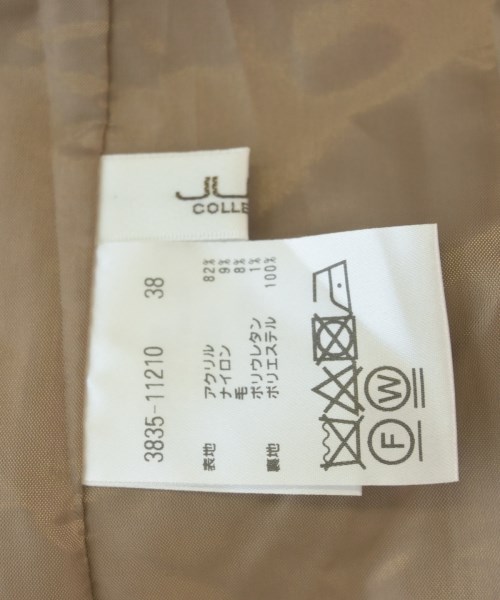 COLLE
3835-11210 38
表地 アクリル 82%
ナイロン 9%
毛 8%
ポリウレタン 1%
裏地 ポリエステル 100%
W
F